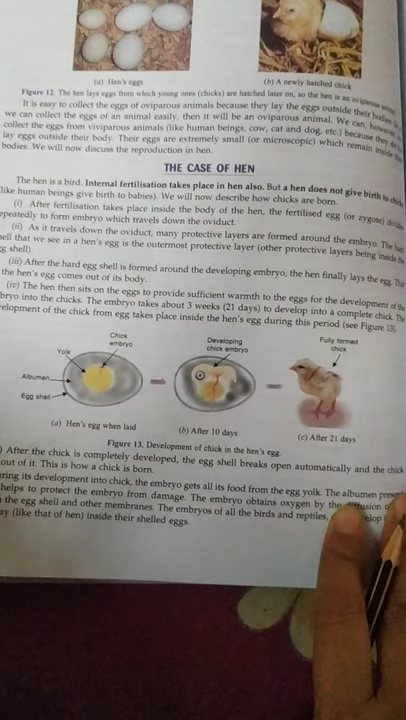 (a) Hen's eggs
(b) A newly hatched chick
Figure 12. The hen lays eggs from which young ones (chicks) are hatched later on, so the hen is an oviparous
It is easy to collect the eggs of oviparous animals because they lay the eggs outside their bodies.
we can collect the eggs of an animal easily, then it will be an oviparous animal. We can,
collect the eggs from viviparous animals (like human beings, cow, cat and dog, etc.) because they
lay eggs outside their body. Their eggs are extremely small (or microscopic) which remain inside
bodies. We will now discuss the reproduction in hen.
THE CASE OF HEN
The hen is a bird. Internal fertilisation takes place in hen also. But a hen does not give birth to
like human beings give birth to babies). We will now describe how chicks are born.
(i) After fertilisation takes place inside the body of the hen, the fertilised egg (or zygote)
epeatedly to form embryo which travels down the oviduct.
(ii) As it travels down the oviduct, many protective layers are formed around the embryo. The
hell that we see in a hen's egg is the outermost protective layer (other protective layers being inside
g shell).
(iii) After the hard egg shell is formed around the developing embryo, the hen finally lays the egg.
the hen's egg comes out of its body.
(iv) The hen then sits on the eggs to provide sufficient warmth to the eggs for the development of
bryo into the chicks. The embryo takes about 3 weeks (21 days) to develop into a complete chick. The
elopment of the chick from egg takes place inside the hen's egg during this period (see Figure 13).
Chick embryo
Yolk
Albumen
Egg shell
Developing chick embryo
Fully formed chick
(a) Hen's egg when laid
(b) After 10 days
(c) After 21 days
Figure 13. Development of chick in the hen's egg.
) After the chick is completely developed, the egg shell breaks open automatically and the chick
out of it. This is how a chick is born.
uring its development into chick, the embryo gets all its food from the egg yolk. The albumen
helps to protect the embryo from damage. The embryo obtains oxygen by the diffusion
the egg shell and other membranes. The embryos of all the birds and reptiles,
ay (like that of hen) inside their shelled eggs.